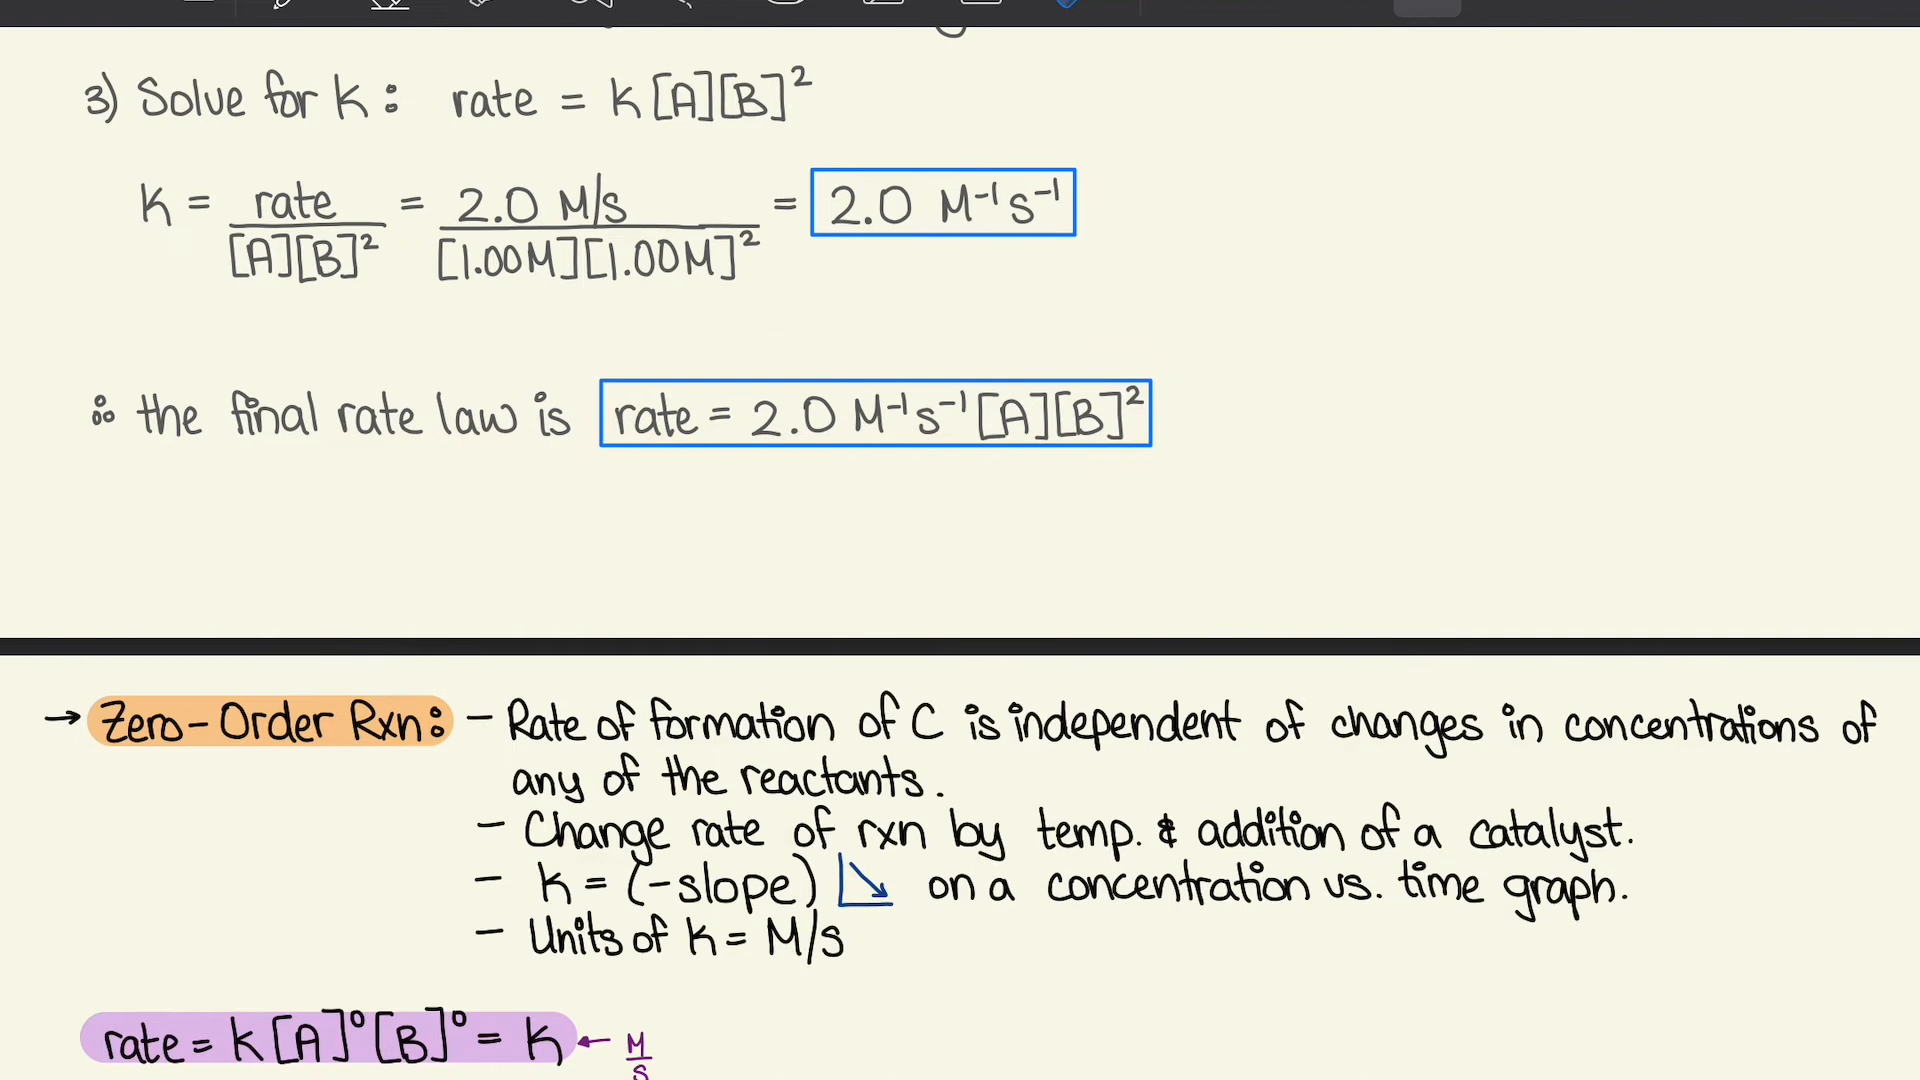 3) Solve for k: rate = k[A][B]²
k = rate / [A][B]² = 2.0 M/s / [1.00M][1.00M]² = 2.0 M⁻¹s⁻¹
∴ the final rate law is rate = 2.0 M⁻¹s⁻¹[A][B]²
→ Zero-Order Rxn: - Rate of formation of C is independent of changes in concentrations of
any of the reactants.
- Change rate of rxn by temp. & addition of a catalyst.
- k = (-slope) on a concentration vs. time graph.
- Units of k = M/s
rate = k[A]⁰[B]⁰ = k ← M/s